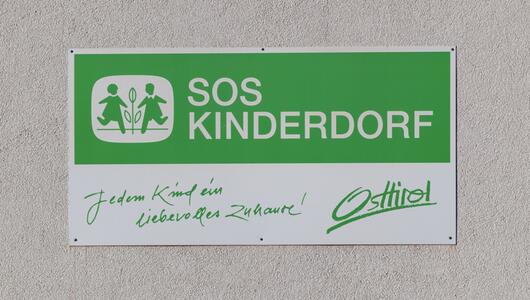 SOS
KINDERDORF
Jedem Kind ein
liebevolles Zuhause!
Osttirol